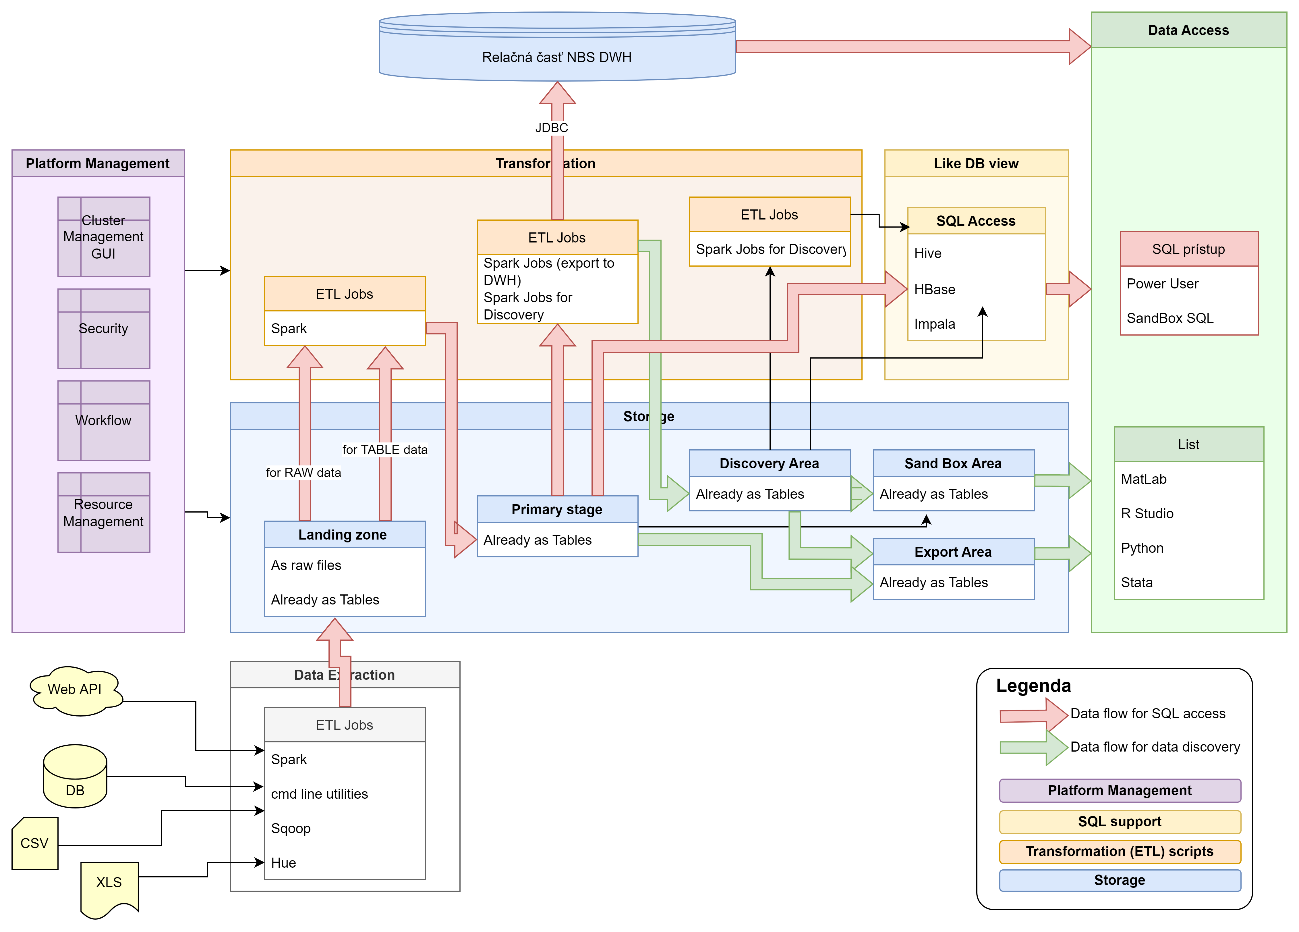 Relačná časť NBS DWH
Data Access
JDBC
Platform Management
Cluster
Management
GUI
Security
Workflow
Resource
Management
Transformation
ETL Jobs
Spark
ETL Jobs
Spark Jobs (export to
DWH)
Spark Jobs for
Discovery
ETL Jobs
Spark Jobs for Discovery
Like DB view
SQL Access
Hive
HBase
Impala
SQL prístup
Power User
SandBox SQL
Storage
for RAW data
for TABLE data
Landing zone
As raw files
Already as Tables
Primary stage
Already as Tables
Discovery Area
Already as Tables
Sand Box Area
Already as Tables
Export Area
Already as Tables
List
MatLab
R Studio
Python
Stata
Data Extraction
ETL Jobs
Spark
cmd line utilities
Sqoop
Hue
Web API
DB
CSV
XLS
Legenda
Data flow for SQL access
Data flow for data discovery
Platform Management
SQL support
Transformation (ETL) scripts
Storage